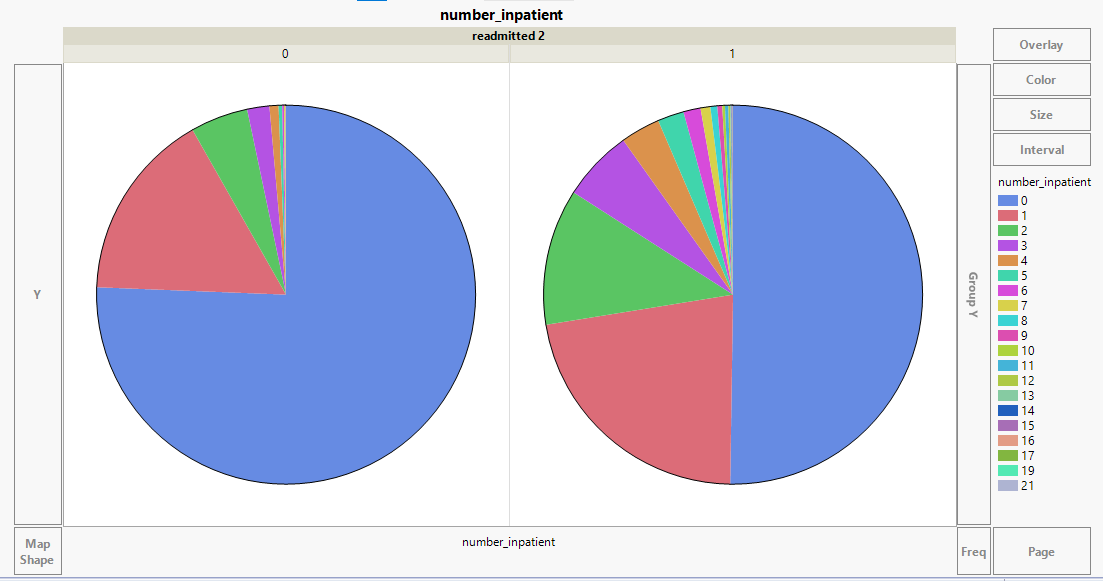 number_inpatient
readmitted 2
0 1
Y
Group Y
Overlay
Color
Size
Interval
number_inpatient
0
1
2
3
4
5
6
7
8
9
10
11
12
13
14
15
16
17
19
21
Map
Shape
number_inpatient
Freq
Page